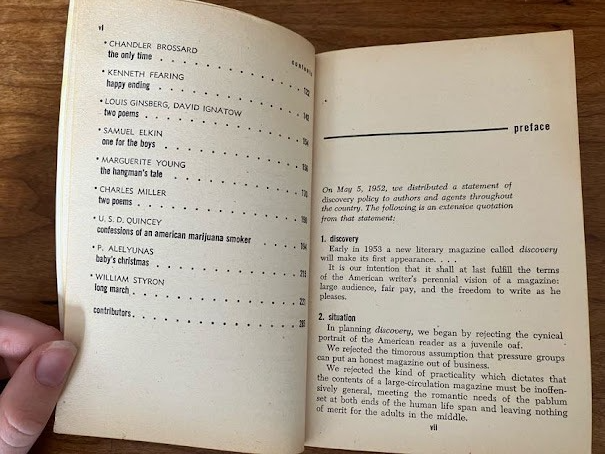 vi
contents
• CHANDLER BROSSARD
the only time . . . . . . . . . . . . . . 132
• KENNETH FEARING
happy ending . . . . . . . . . . . . . . 149
• LOUIS GINSBERG, DAVID IGNATOW
two poems . . . . . . . . . . . . . . 154
• SAMUEL ELKIN
one for the boys . . . . . . . . . . . . . .
• MARGUERITE YOUNG
the hangman's tale . . . . . . . . . . . . . .
• CHARLES MILLER
two poems . . . . . . . . . . . . . .
• U. S. D. QUINCEY
confessions of an american marijuana smoker . . 194
• P. ALELYUNAS
baby's christmas . . . . . . . . . . . . . . 219
• WILLIAM STYRON
long march . . . . . . . . . . . . . . 221
contributors . . . . . . . . . . . . . .
preface
On May 5, 1952, we distributed a statement of
discovery policy to authors and agents throughout
the country. The following is an extensive quotation
from that statement:
1. discovery
Early in 1953 a new literary magazine called discovery
will make its first appearance. . . .
It is our intention that it shall at last fulfill the terms
of the American writer's perennial vision of a magazine:
large audience, fair pay, and the freedom to write as he
pleases.
2. situation
In planning discovery, we began by rejecting the cynical
portrait of the American reader as a juvenile oaf.
We rejected the timorous assumption that pressure groups
can put an honest magazine out of business.
We rejected the kind of practicality which dictates that
the contents of a large-circulation magazine must be inoffen-
sively general, meeting the romantic needs of the pablum
set at both ends of the human life span and leaving nothing
of merit for the adults in the middle.
vii